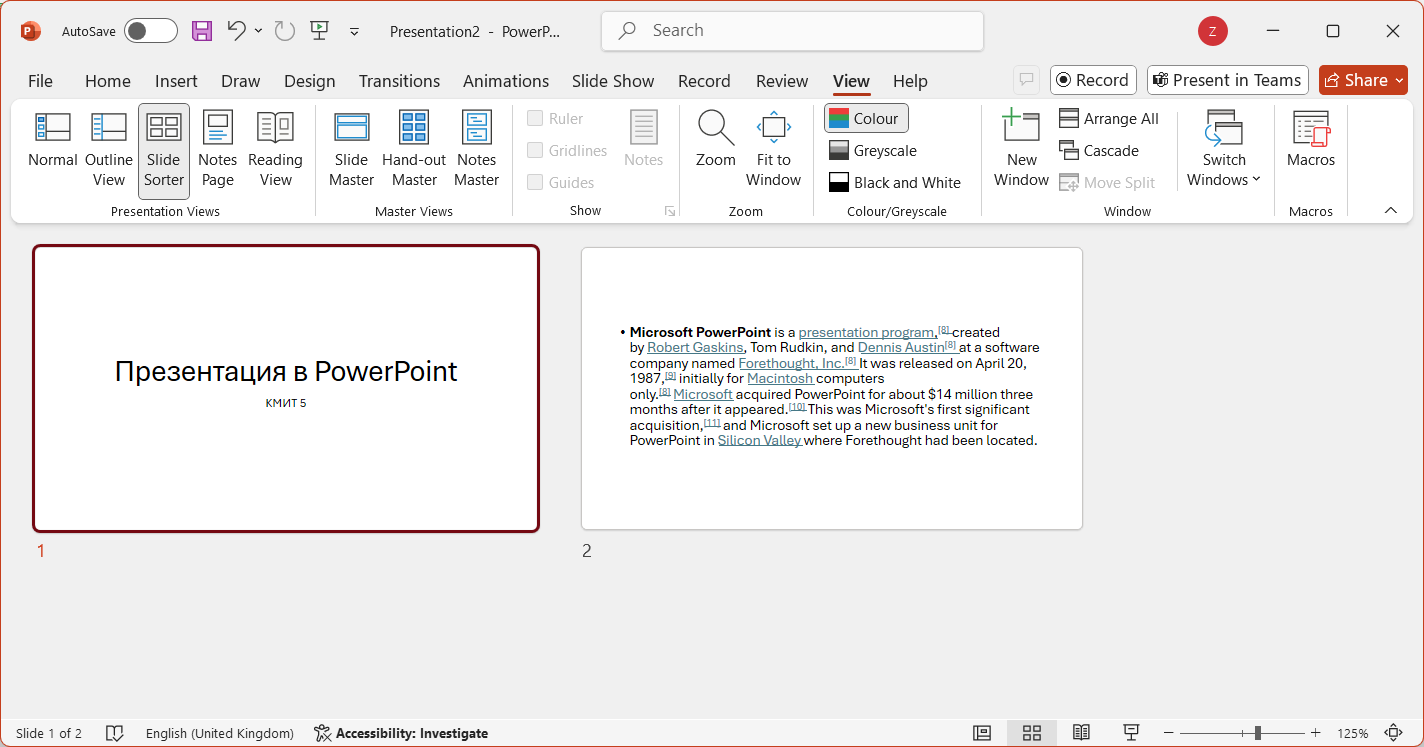 AutoSave
Presentation2 - PowerP...
Search
Z
File Home Insert Draw Design Transitions Animations Slide Show Record Review View Help
Record
Present in Teams
Share
Normal
Outline View
Slide Sorter
Notes Page
Reading View
Presentation Views
Slide Master
Hand-out Master
Notes Master
Master Views
Ruler
Gridlines
Guides
Notes
Show
Zoom
Fit to Window
Zoom
Colour
Greyscale
Black and White
Colour/Greyscale
New Window
Arrange All
Cascade
Move Split
Switch Windows
Window
Macros
Macros
Презентация в PowerPoint
КМИТ 5
1
• Microsoft PowerPoint is a presentation program,[8] created
by Robert Gaskins, Tom Rudkin, and Dennis Austin[8] at a software
company named Forethought, Inc.[8] It was released on April 20,
1987,[9] initially for Macintosh computers
only.[8] Microsoft acquired PowerPoint for about $14 million three
months after it appeared.[10] This was Microsoft's first significant
acquisition,[11] and Microsoft set up a new business unit for
PowerPoint in Silicon Valley where Forethought had been located.
2
Slide 1 of 2
English (United Kingdom)
Accessibility: Investigate
125%